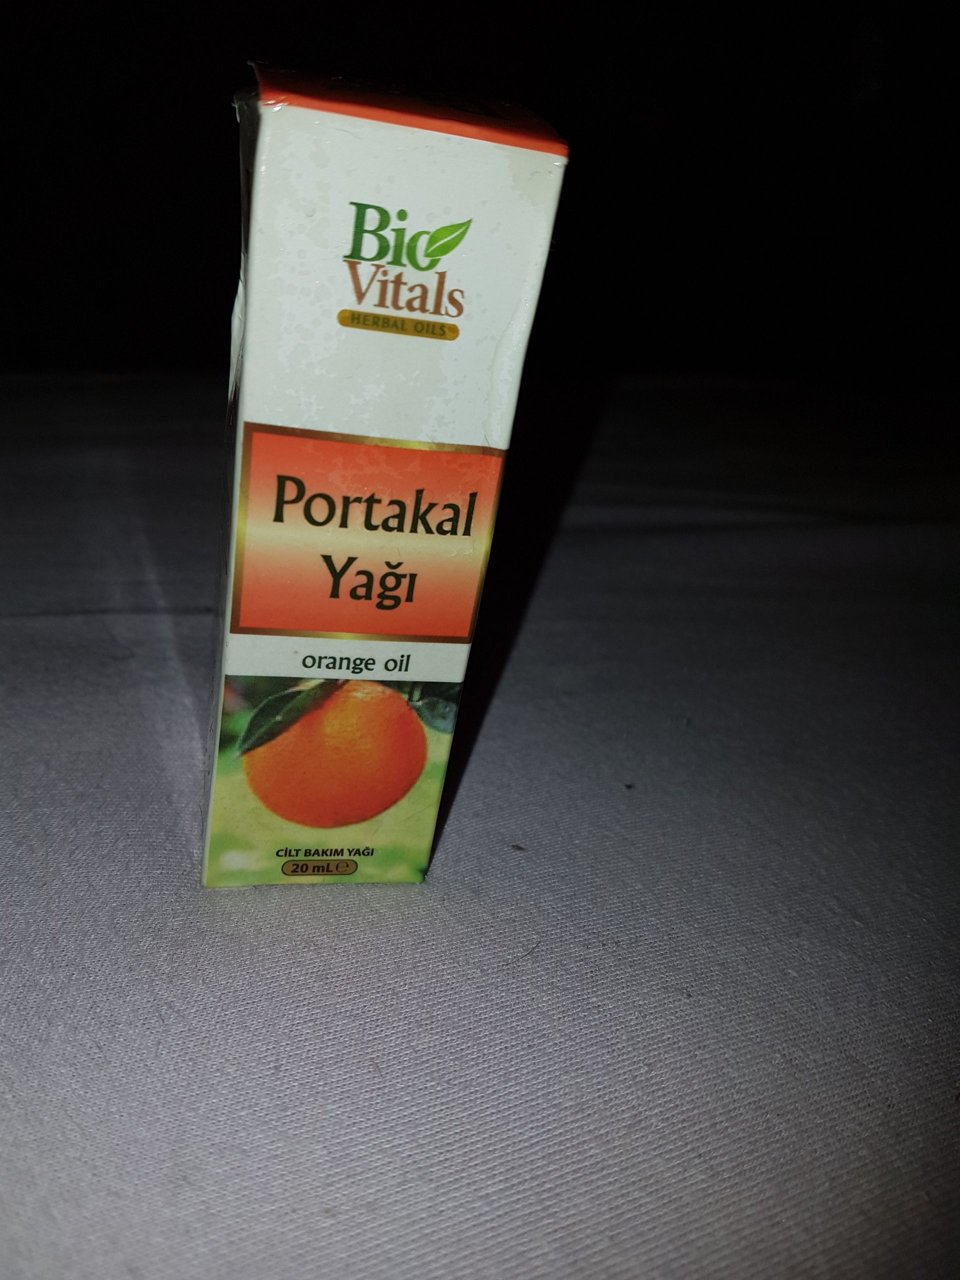 Bio
Vitals
HERBAL OILS
Portakal
Yağı
orange oil
CİLT BAKIM YAĞI
20 mL ℮